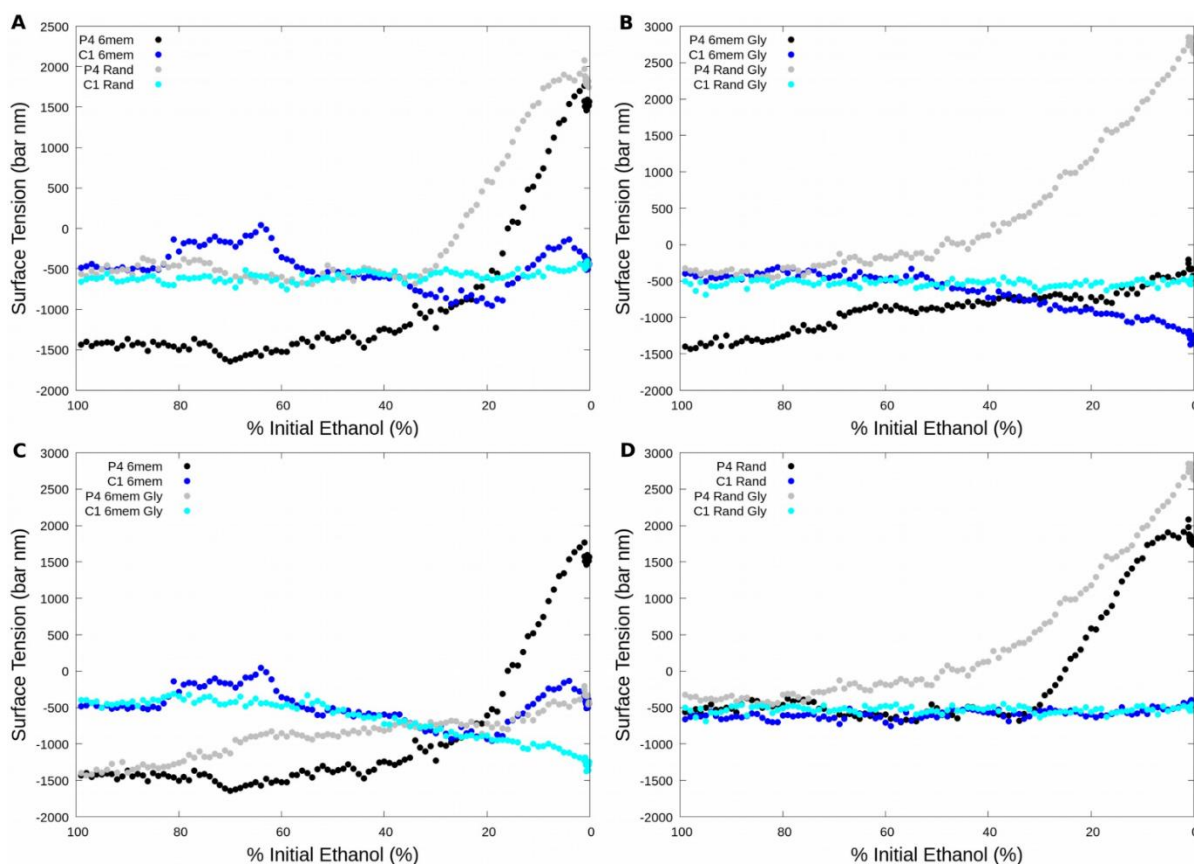 A
P4 6mem
C1 6mem
P4 Rand
C1 Rand
Surface Tension (bar nm)
2500
2000
1500
1000
500
0
-500
-1000
-1500
-2000
100 80 60 40 20 0
% Initial Ethanol (%)
B
P4 6mem Gly
C1 6mem Gly
P4 Rand Gly
C1 Rand Gly
Surface Tension (bar nm)
3000
2500
2000
1500
1000
500
0
-500
-1000
-1500
-2000
100 80 60 40 20 0
% Initial Ethanol (%)
C
P4 6mem
C1 6mem
P4 6mem Gly
C1 6mem Gly
Surface Tension (bar nm)
3000
2500
2000
1500
1000
500
0
-500
-1000
-1500
-2000
100 80 60 40 20 0
% Initial Ethanol (%)
D
P4 Rand
C1 Rand
P4 Rand Gly
C1 Rand Gly
Surface Tension (bar nm)
3000
2500
2000
1500
1000
500
0
-500
-1000
-1500
-2000
100 80 60 40 20 0
% Initial Ethanol (%)